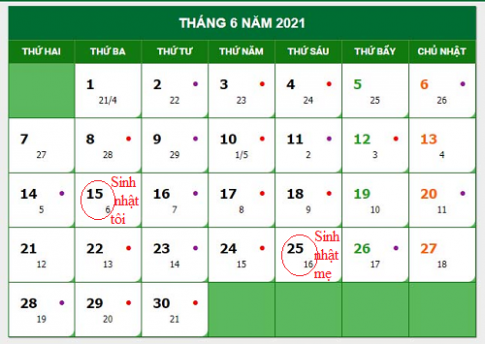 THÁNG 6 NĂM 2021
THỨ HAI THỨ BA THỨ TƯ THỨ NĂM THỨ SÁU THỨ BẨY CHỦ NHẬT
1 2 3 4 5 6
21/4 22 23 24 25 26
7 8 9 10 11 12 13
27 28 29 1/5 2 3 4
14 15 Sinh nhật tôi 16 17 18 19 20
5 6 7 8 9 10 11
21 22 23 24 25 Sinh nhật mẹ 26 27
12 13 14 15 16 17 18
28 29 30
19 20 21